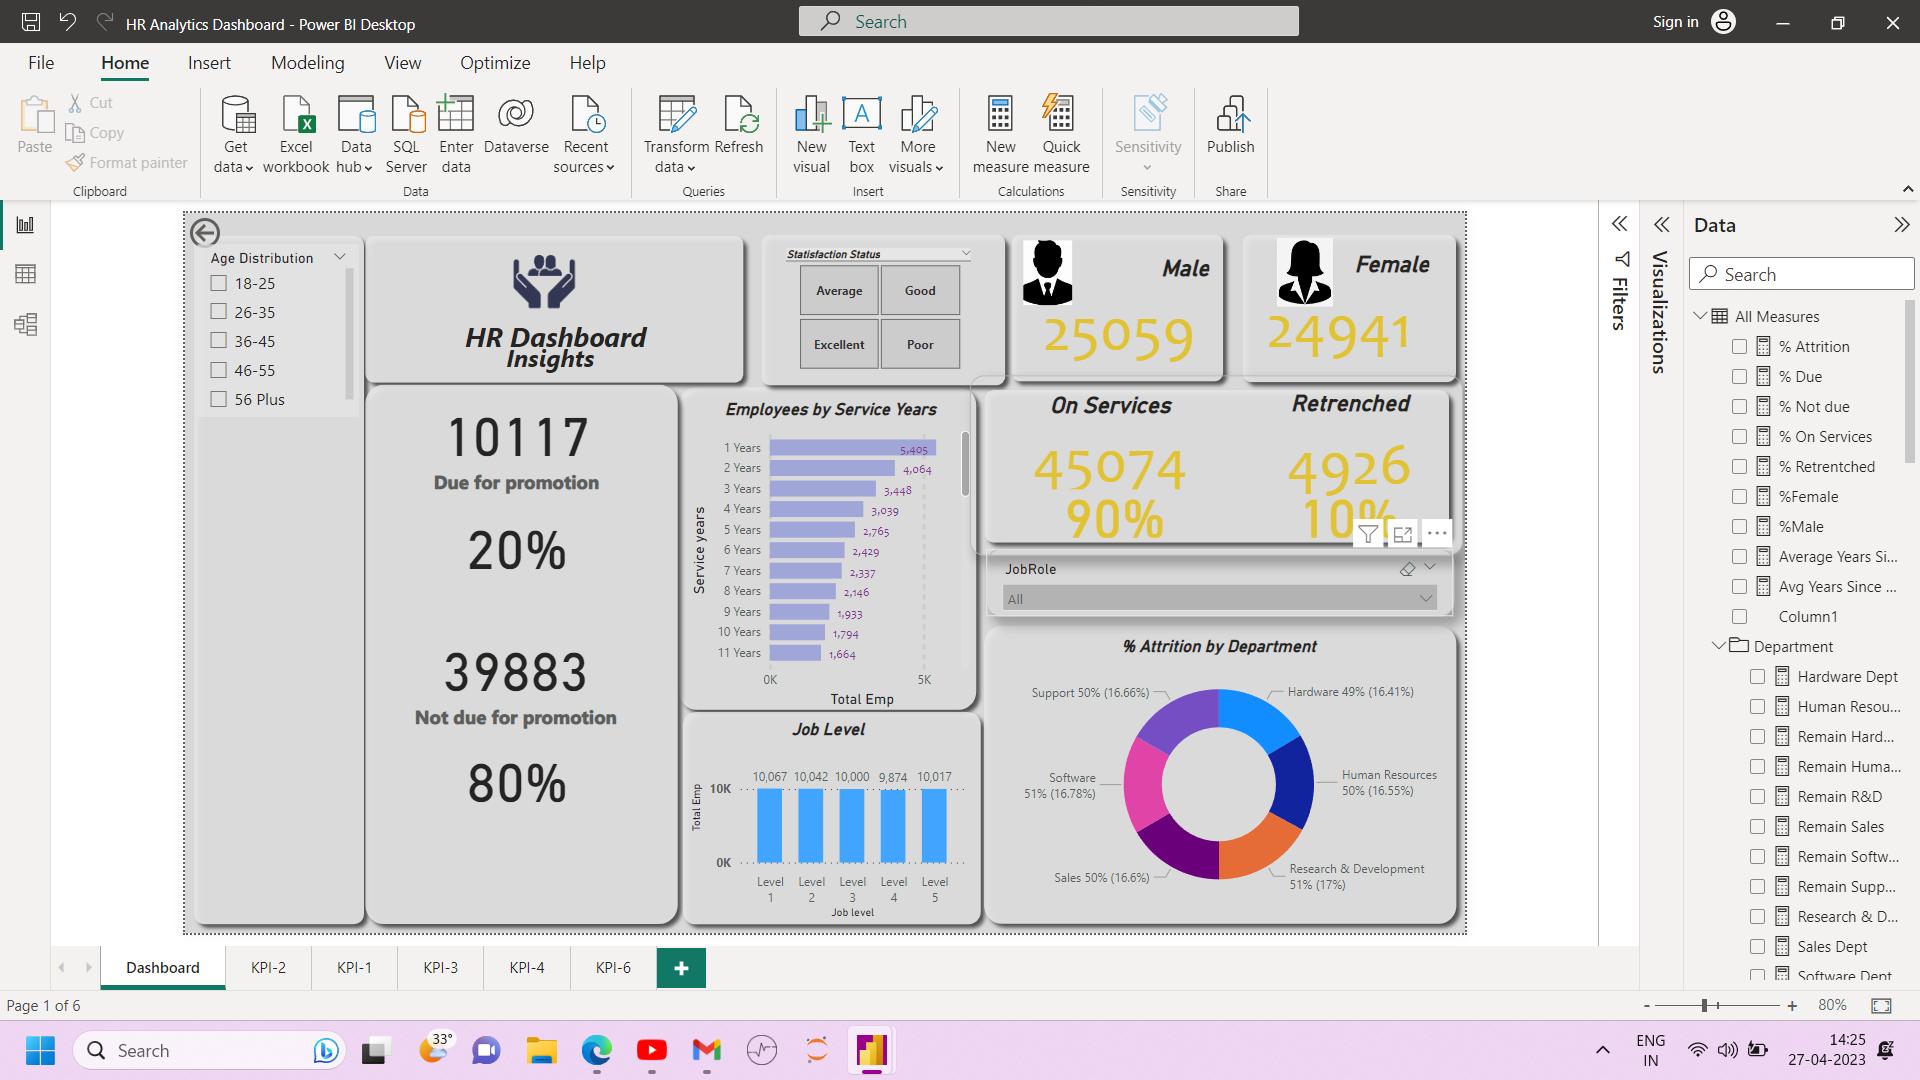 HR Analytics Dashboard - Power BI Desktop
Search
Sign in
File
Home
Insert
Modeling
View
Optimize
Help
Paste
Cut
Copy
Format painter
Clipboard
Get data
Excel workbook
Data hub
SQL Server
Enter data
Dataverse
Recent sources
Data
Transform data
Refresh
Queries
New visual
Text box
More visuals
Insert
New measure
Quick measure
Calculations
Sensitivity
Sensitivity
Publish
Share
Age Distribution
18-25
26-35
36-45
46-55
56 Plus
HR Dashboard
Insights
Statisfaction Status
Average
Good
Excellent
Poor
Male
25059
Female
24941
10117
Due for promotion
20%
39883
Not due for promotion
80%
Employees by Service Years
Service years
1 Years 5,405
2 Years 4,064
3 Years 3,448
4 Years 3,039
5 Years 2,765
6 Years 2,429
7 Years 2,337
8 Years 2,146
9 Years 1,933
10 Years 1,794
11 Years 1,664
0K 5K
Total Emp
On Services
45074
90%
Retrenched
4926
10%
JobRole
All
Job Level
Total Emp
10,067 10,042 10,000 9,874 10,017
10K
0K
Level 1
Level 2
Level 3
Level 4
Level 5
Job level
% Attrition by Department
Support 50% (16.66%)
Hardware 49% (16.41%)
Software
51% (16.78%)
Human Resources
50% (16.55%)
Sales 50% (16.6%)
Research & Development
51% (17%)
Filters
Visualizations
Data
Search
All Measures
% Attrition
% Due
% Not due
% On Services
% Retrentched
%Female
%Male
Average Years Si...
Avg Years Since ...
Column1
Department
Hardware Dept
Human Resou...
Remain Hard...
Remain Huma...
Remain R&D
Remain Sales
Remain Softw...
Remain Supp...
Research & D...
Sales Dept
Software Dept
Dashboard
KPI-2
KPI-1
KPI-3
KPI-4
KPI-6
Page 1 of 6
- + 80%
Search
33°
ENG
IN
14:25
27-04-2023